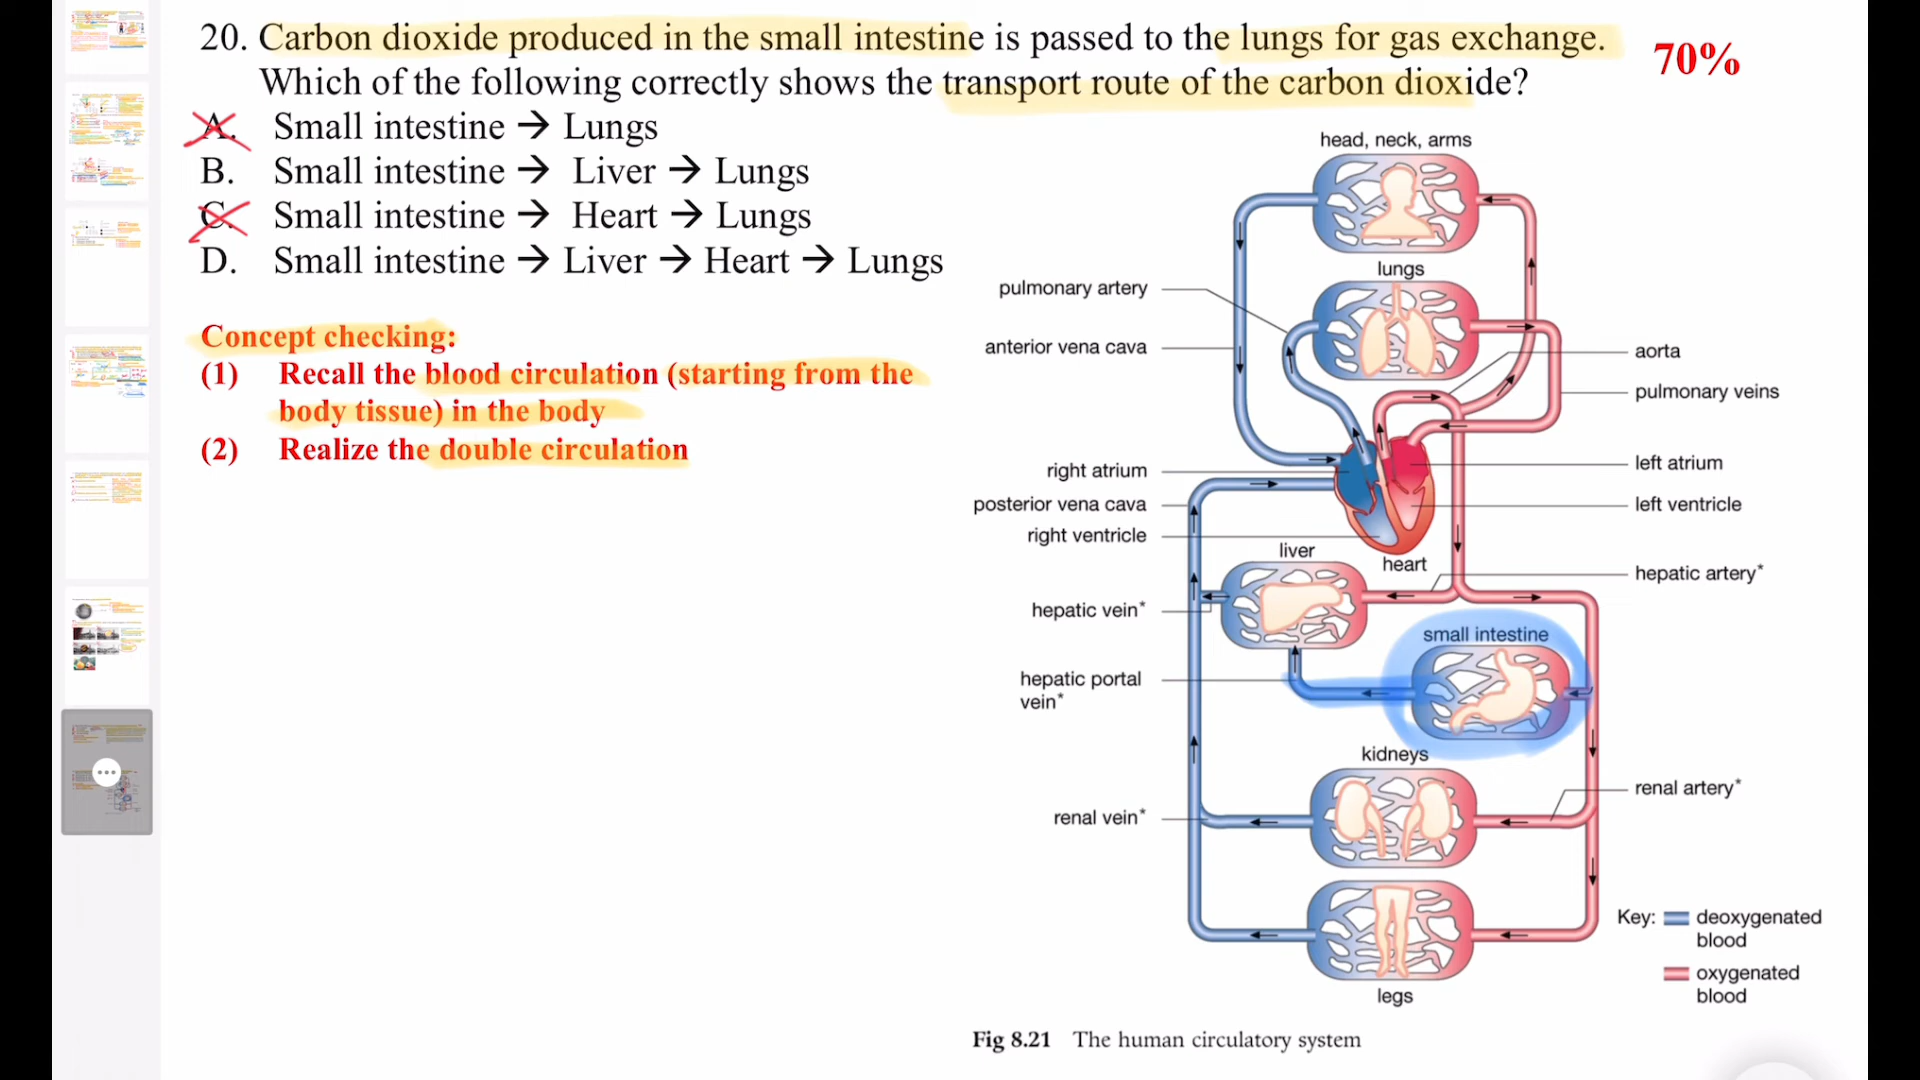 20. Carbon dioxide produced in the small intestine is passed to the lungs for gas exchange.
70%
Which of the following correctly shows the transport route of the carbon dioxide?
A. Small intestine → Lungs
B. Small intestine → Liver → Lungs
C. Small intestine → Heart → Lungs
D. Small intestine → Liver → Heart → Lungs
Concept checking:
(1) Recall the blood circulation (starting from the
body tissue) in the body
(2) Realize the double circulation
head, neck, arms
lungs
pulmonary artery
anterior vena cava
aorta
pulmonary veins
right atrium
left atrium
posterior vena cava
left ventricle
right ventricle
liver
heart
hepatic artery*
hepatic vein*
small intestine
hepatic portal
vein*
kidneys
renal artery*
renal vein*
legs
Key: deoxygenated
blood
oxygenated
blood
Fig 8.21 The human circulatory system